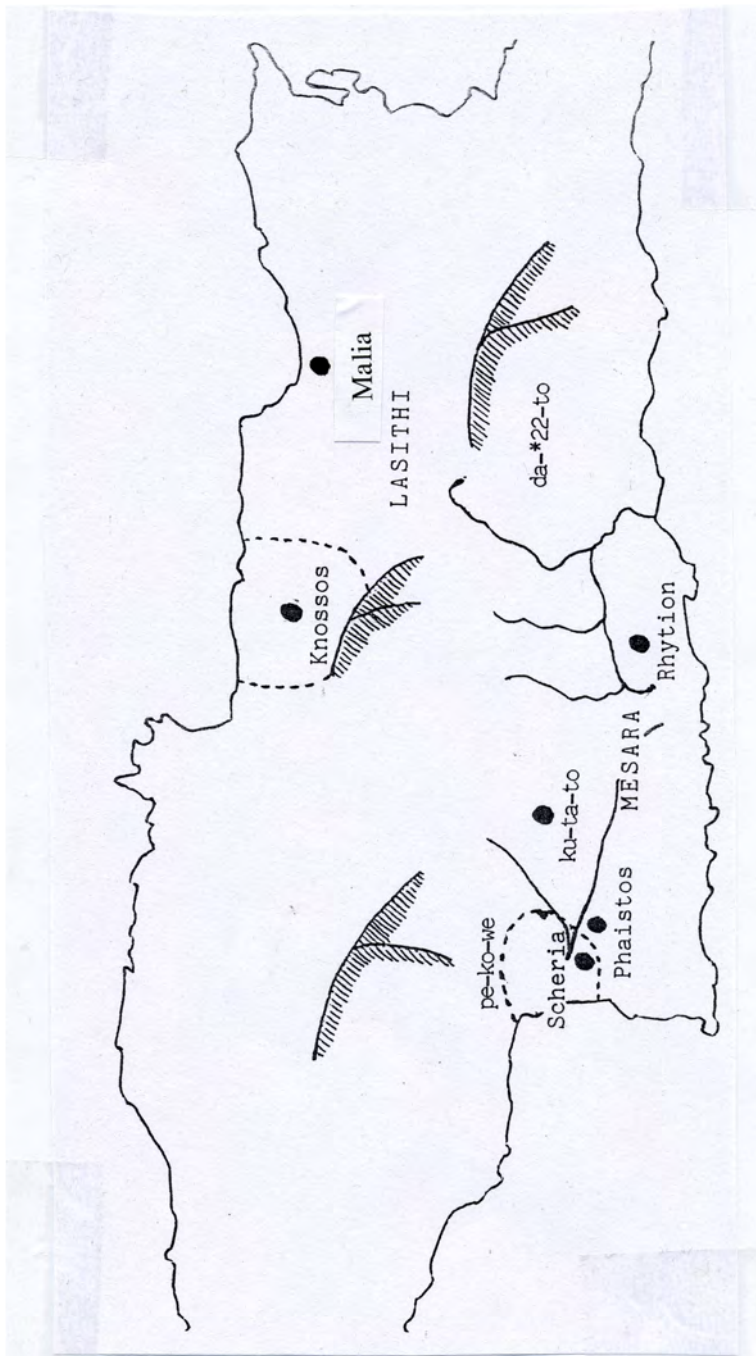 Knossos
Malia
LASITHI
pe-ko-we
Scheria
ku-ta-to
da-*22-to
Phaistos
MESARA
Rhytion